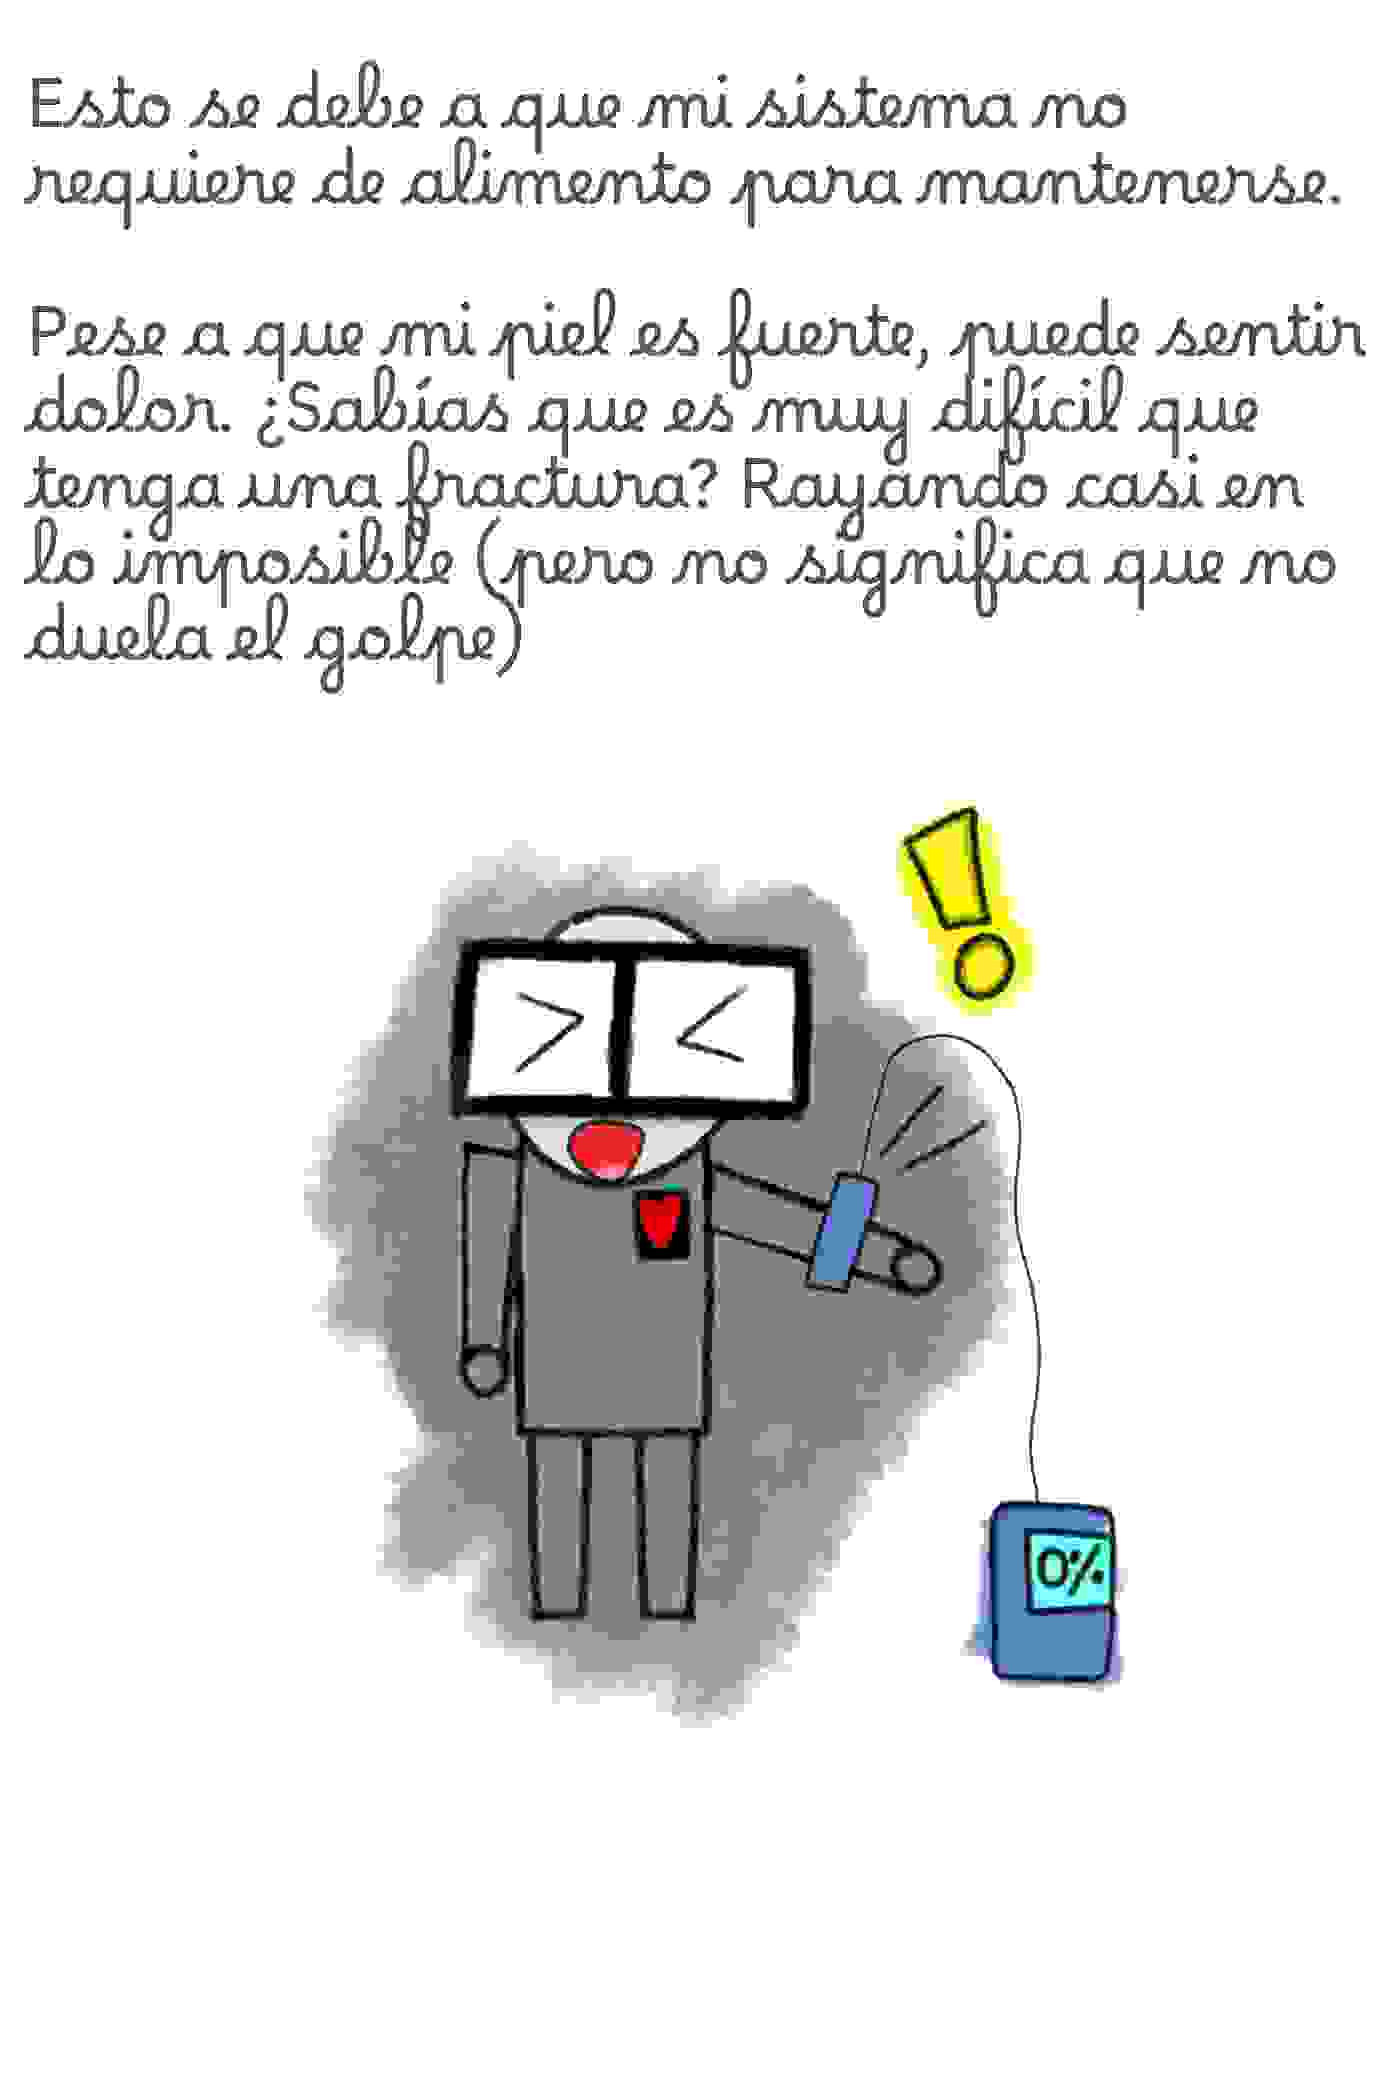 Esto se debe a que mi sistema no
requiere de alimento para mantenerse.
Pese a que mi piel es fuerte, puede sentir
dolor. ¿Sabías que es muy difícil que
tenga una fractura? Rayando casi en
lo imposible (pero no significa que no
duela el golpe)
!
0%